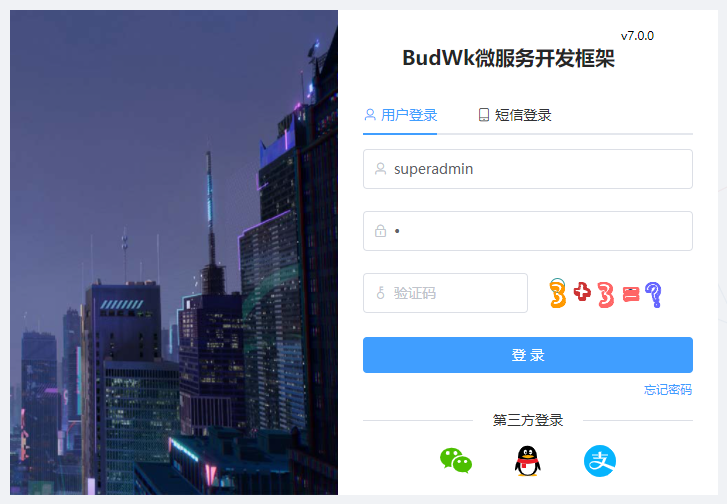 v7.0.0
BudWk微服务开发框架
用户登录 短信登录
superadmin
•
验证码 3+3=?
登 录
忘记密码
第三方登录
支